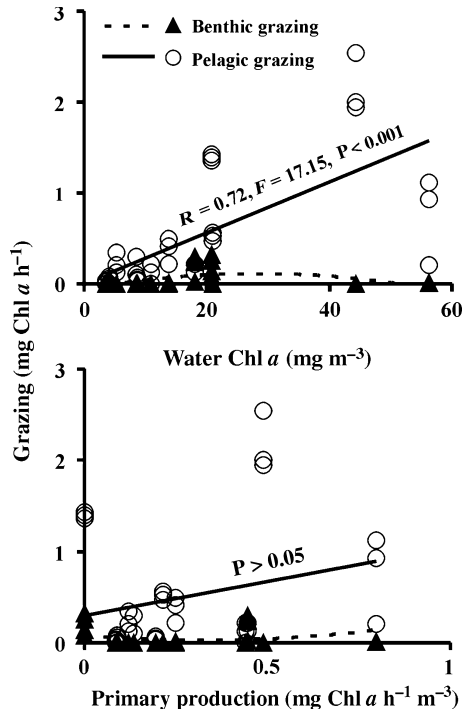 3
Benthic grazing
Pelagic grazing
2
R = 0.72, F = 17.15, P < 0.001
1
0
0 20 40 60
Water Chl a (mg m–3)
Grazing (mg Chl a h–1)
3
2
P > 0.05
1
0
0 0.5 1
Primary production (mg Chl a h–1 m–3)